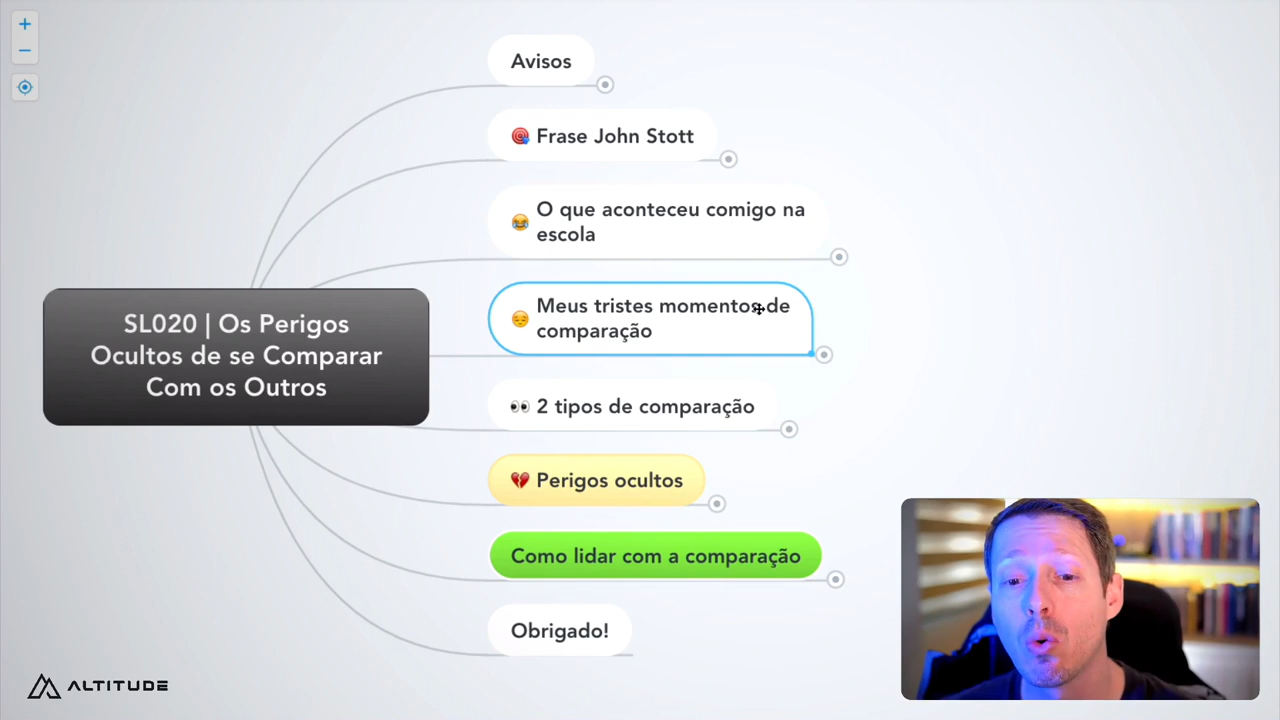 Avisos
Frase John Stott
O que aconteceu comigo na
escola
Meus tristes momentos de
comparação
SL020 | Os Perigos
Ocultos de se Comparar
Com os Outros
2 tipos de comparação
Perigos ocultos
Como lidar com a comparação
Obrigado!
ALTITUDE